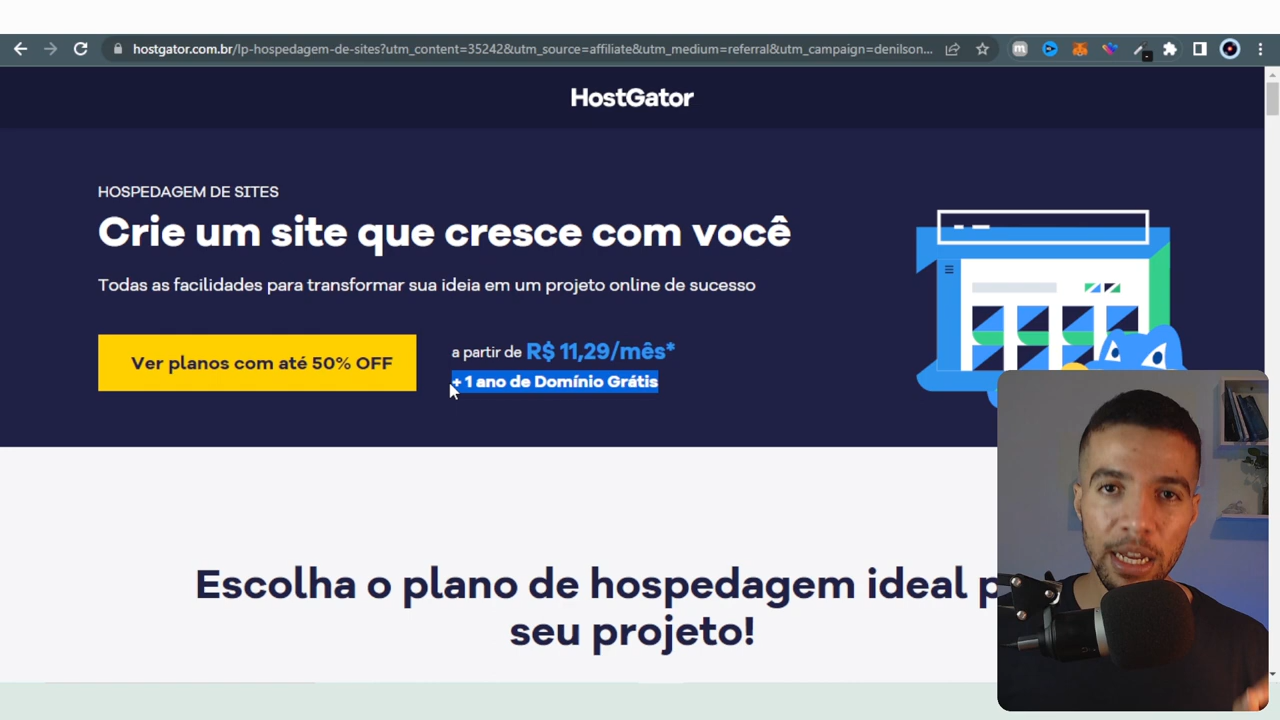 hostgator.com.br/lp-hospedagem-de-sites?utm_content=35242&utm_source=affiliate&utm_medium=referral&utm_campaign=denilson...
HostGator
HOSPEDAGEM DE SITES
Crie um site que cresce com você
Todas as facilidades para transformar sua ideia em um projeto online de sucesso
Ver planos com até 50% OFF
a partir de R$ 11,29/mês*
+ 1 ano de Domínio Grátis
Escolha o plano de hospedagem ideal p
seu projeto!